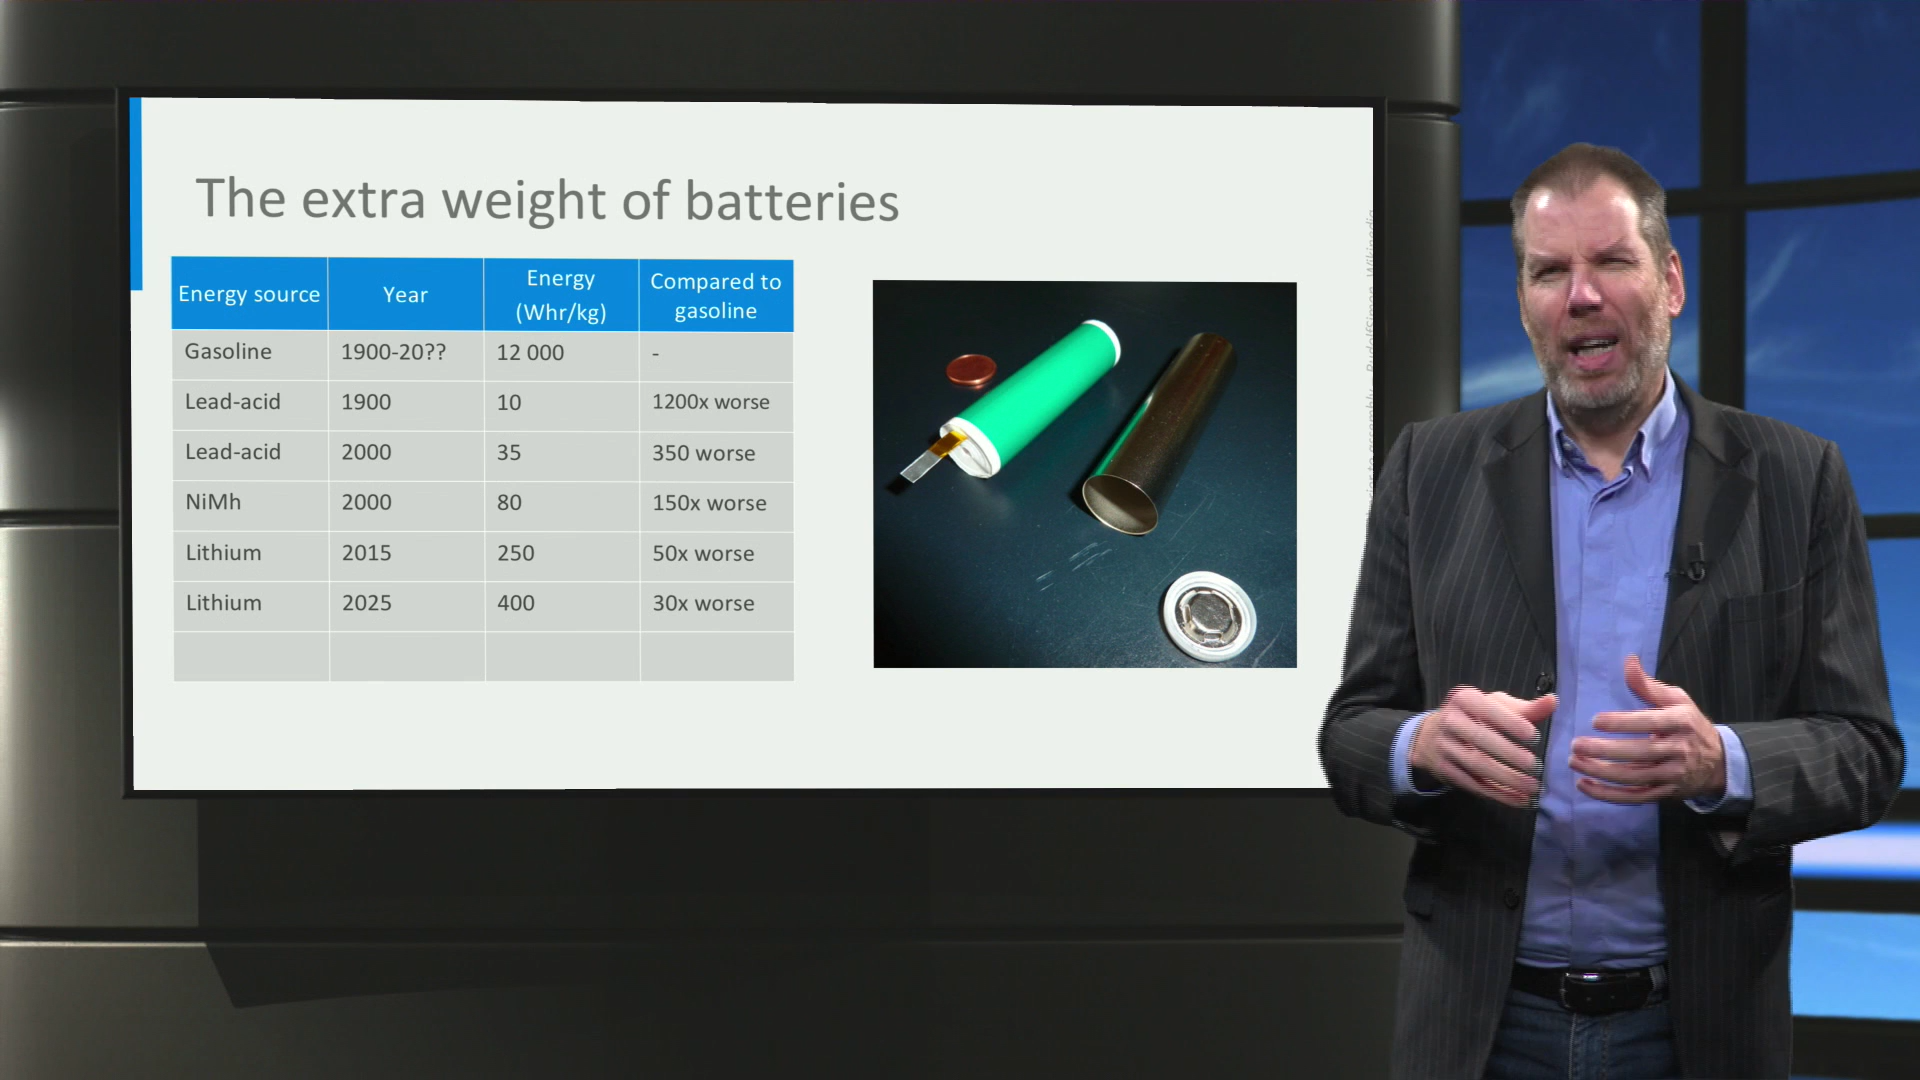 The extra weight of batteries
Energy source Year Energy (Whr/kg) Compared to gasoline
Gasoline 1900-20?? 12 000 -
Lead-acid 1900 10 1200x worse
Lead-acid 2000 35 350 worse
NiMh 2000 80 150x worse
Lithium 2015 250 50x worse
Lithium 2025 400 30x worse